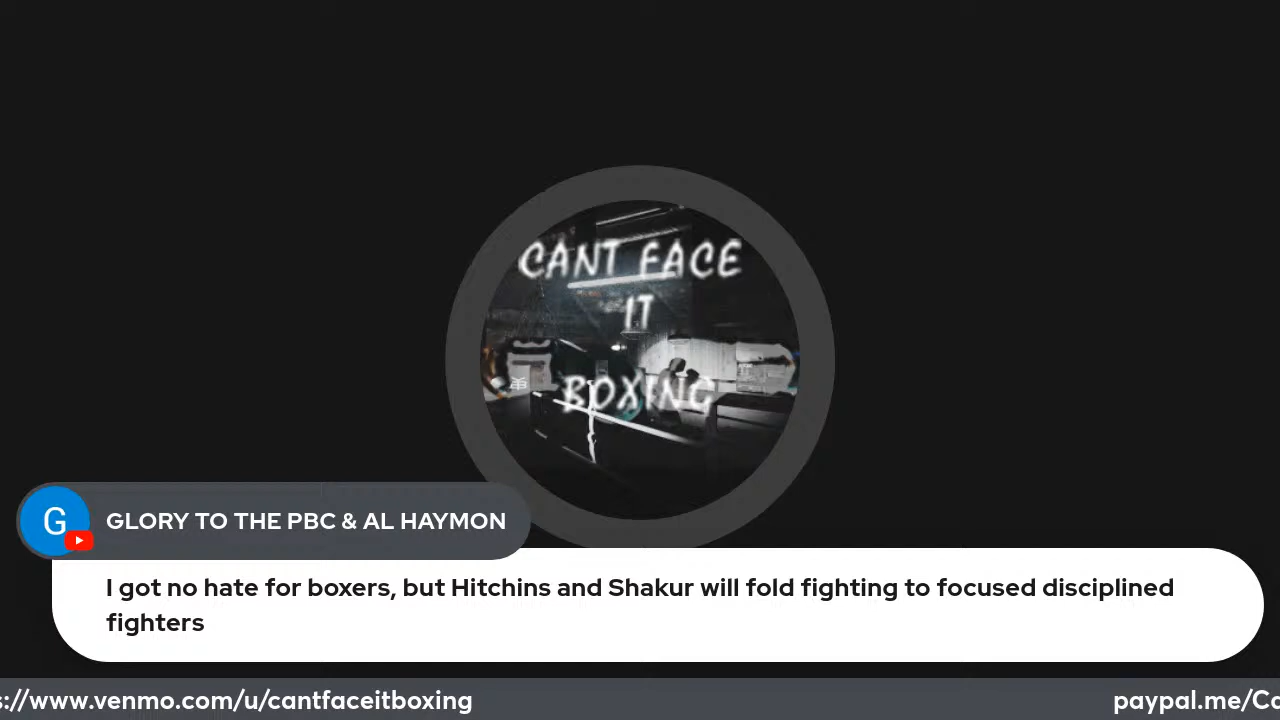 CANT FACE
IT
BOXING
G
GLORY TO THE PBC & AL HAYMON
I got no hate for boxers, but Hitchins and Shakur will fold fighting to focused disciplined
fighters
s://www.venmo.com/u/cantfaceitboxing
paypal.me/Ca